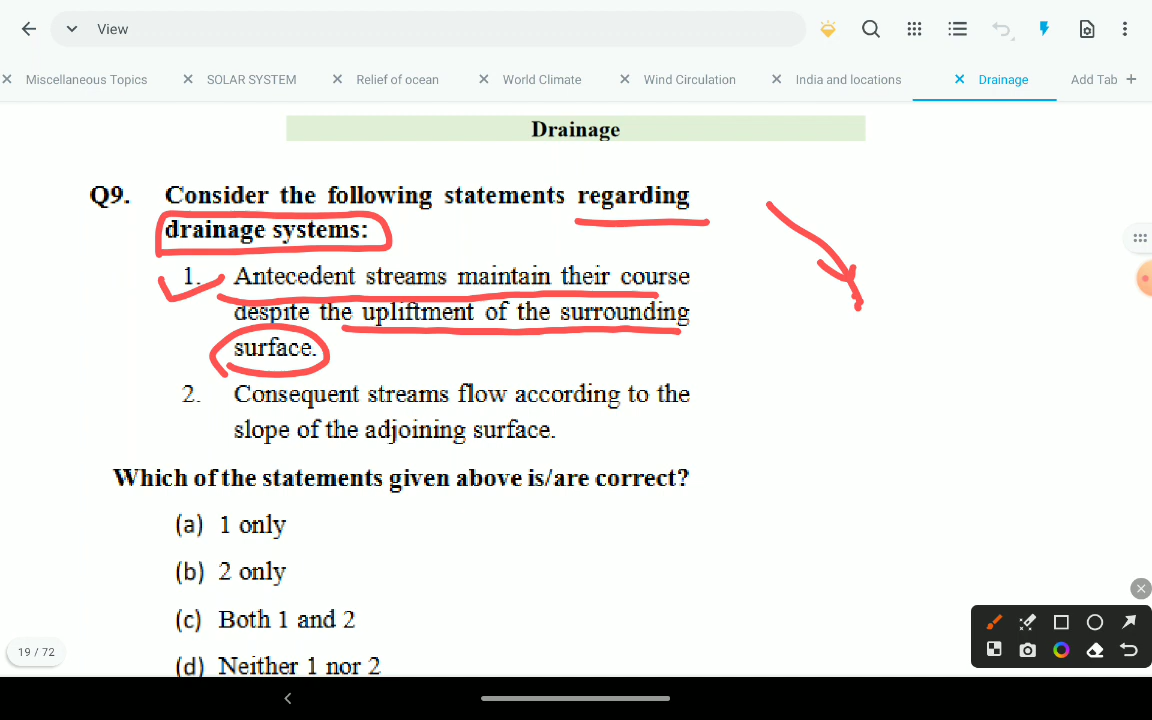 View
Miscellaneous Topics SOLAR SYSTEM Relief of ocean World Climate Wind Circulation India and locations Drainage Add Tab
Drainage
Q9. Consider the following statements regarding
drainage systems:
1. Antecedent streams maintain their course
despite the upliftment of the surrounding
surface.
2. Consequent streams flow according to the
slope of the adjoining surface.
Which of the statements given above is/are correct?
(a) 1 only
(b) 2 only
(c) Both 1 and 2
(d) Neither 1 nor 2
19 / 72